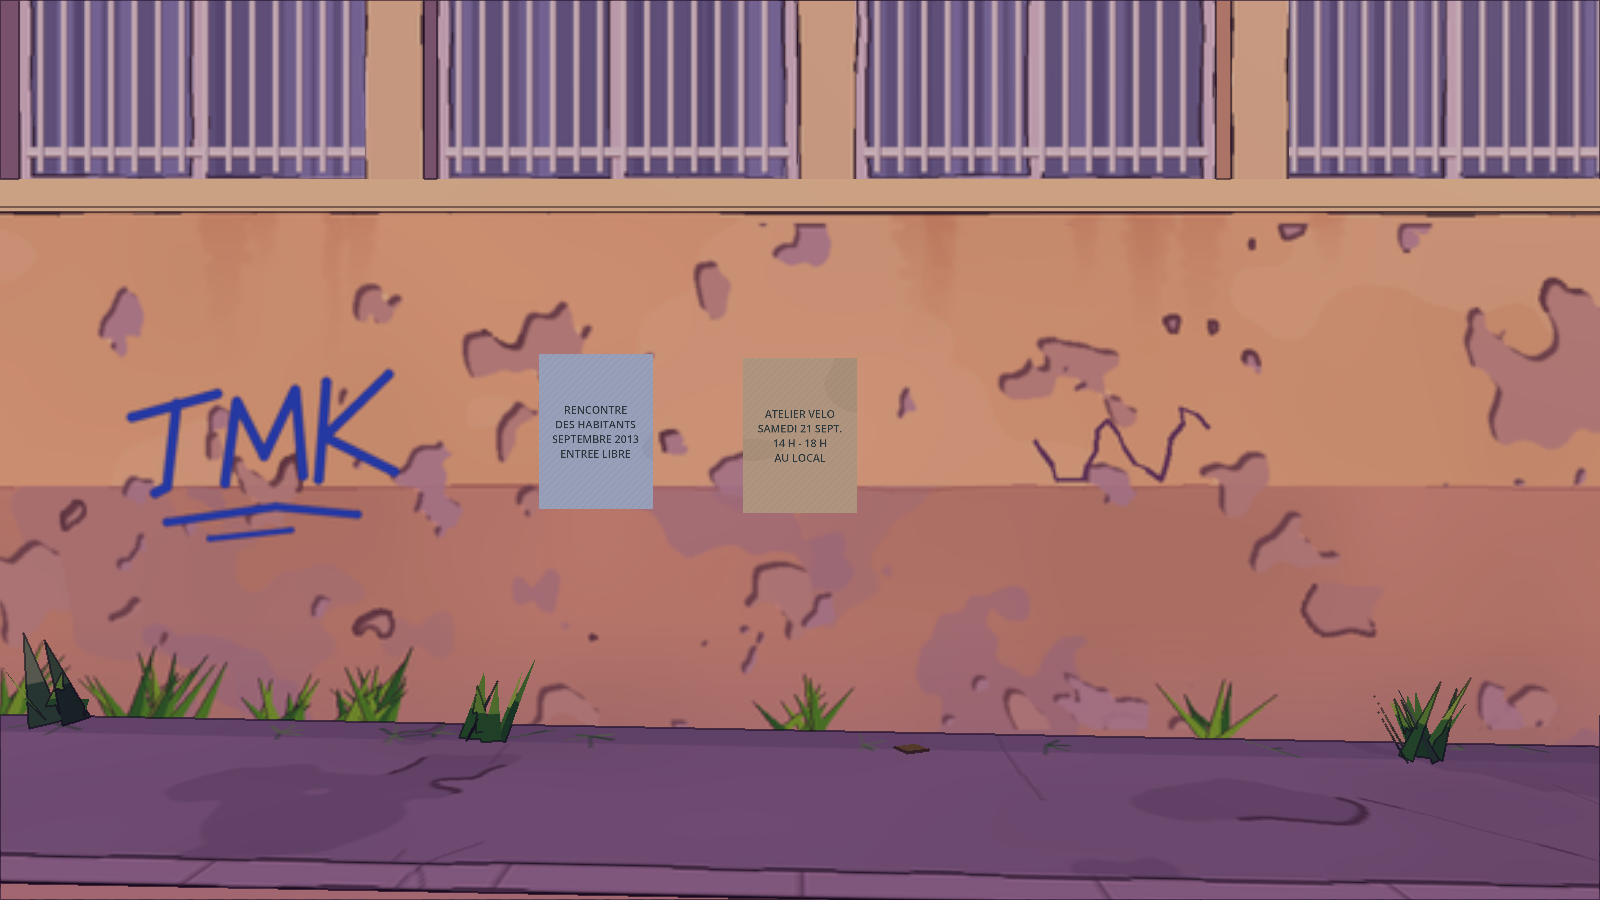 TMK
RENCONTRE
DES HABITANTS
SEPTEMBRE 2013
ENTREE LIBRE
ATELIER VELO
SAMEDI 21 SEPT.
14 H - 18 H
AU LOCAL